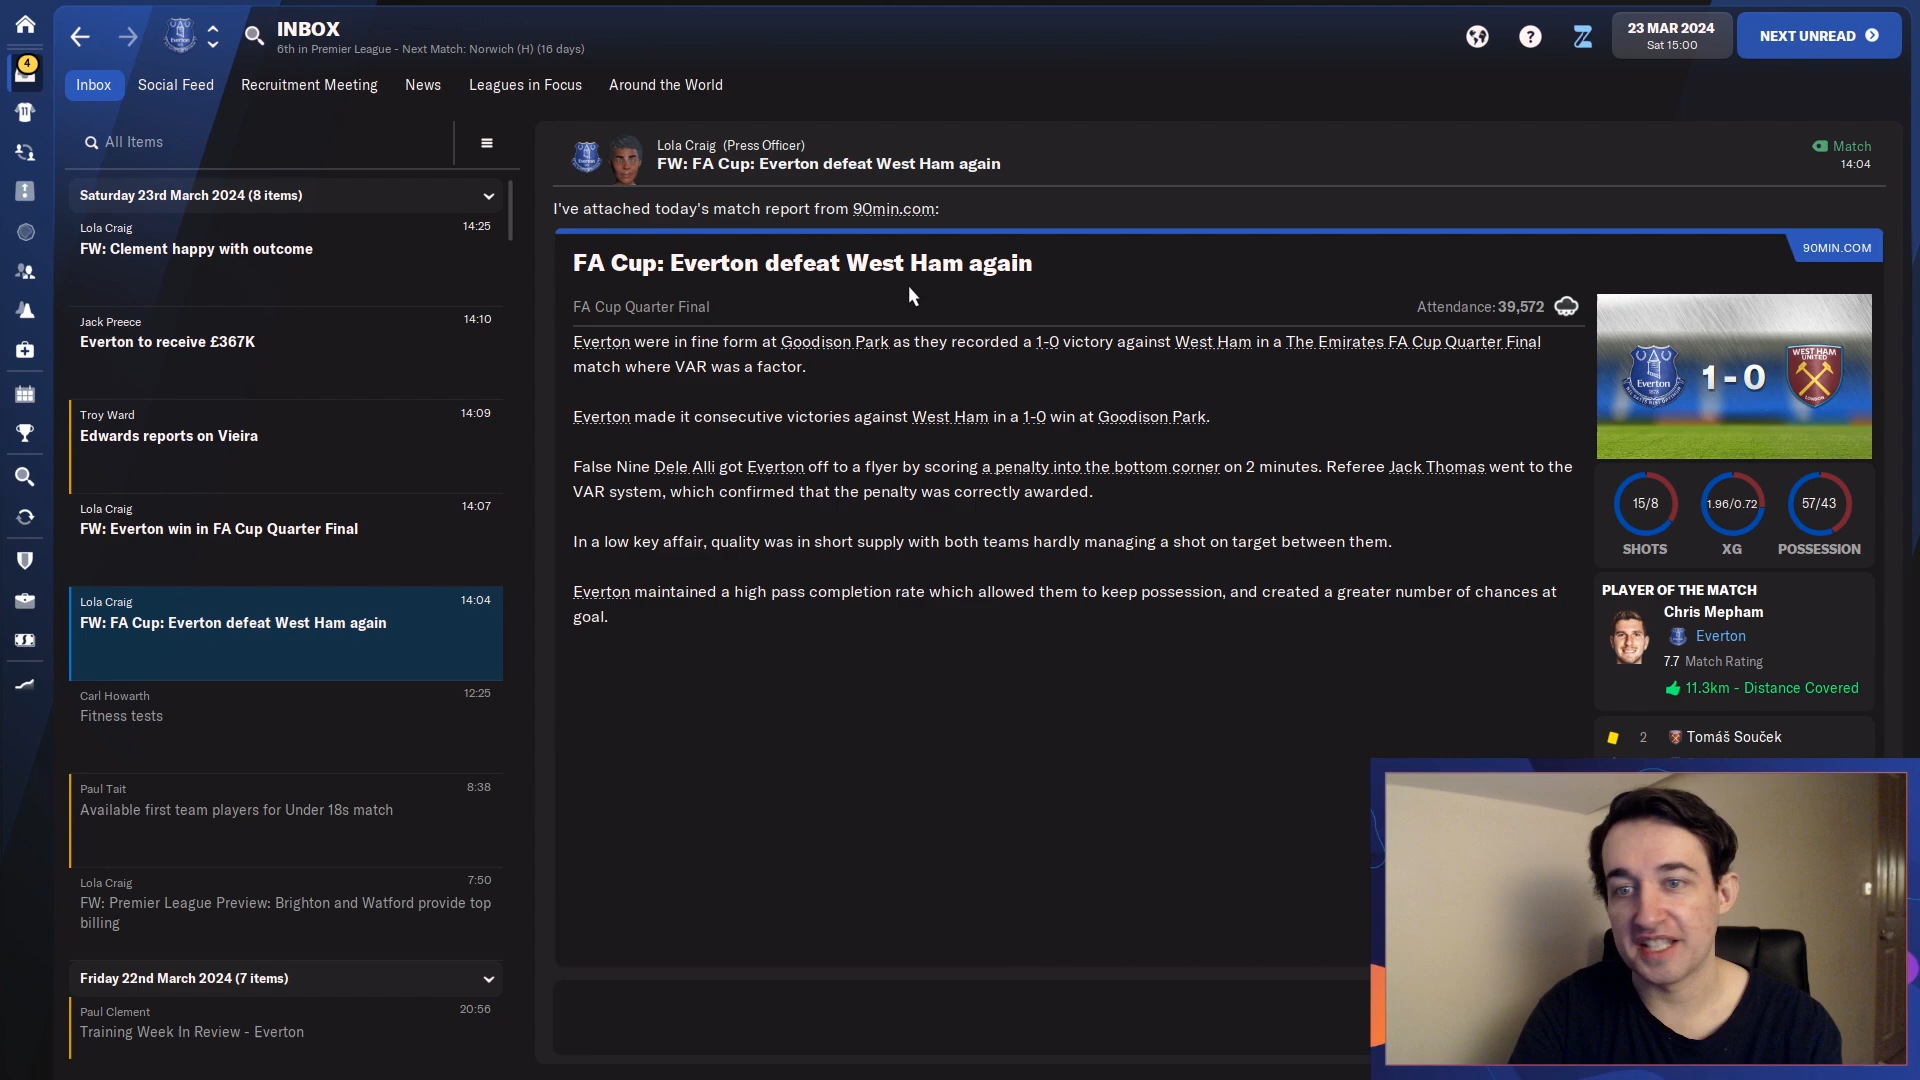 4
INBOX
6th in Premier League - Next Match: Norwich (H) (16 days)
23 MAR 2024
Sat 15:00
NEXT UNREAD
Inbox
Social Feed
Recruitment Meeting
News
Leagues in Focus
Around the World
All Items
Saturday 23rd March 2024 (8 items)
Lola Craig
14:25
FW: Clement happy with outcome
Jack Preece
14:10
Everton to receive £367K
Troy Ward
14:09
Edwards reports on Vieira
Lola Craig
14:07
FW: Everton win in FA Cup Quarter Final
Lola Craig
14:04
FW: FA Cup: Everton defeat West Ham again
Carl Howarth
12:25
Fitness tests
Paul Tait
8:38
Available first team players for Under 18s match
Lola Craig
7:50
FW: Premier League Preview: Brighton and Watford provide top
billing
Friday 22nd March 2024 (7 items)
Paul Clement
20:56
Training Week In Review - Everton
Lola Craig (Press Officer)
FW: FA Cup: Everton defeat West Ham again
Match
14:04
I've attached today's match report from 90min.com:
90MIN.COM
FA Cup: Everton defeat West Ham again
FA Cup Quarter Final
Attendance: 39,572
Everton were in fine form at Goodison Park as they recorded a 1-0 victory against West Ham in a The Emirates FA Cup Quarter Final
match where VAR was a factor.
Everton made it consecutive victories against West Ham in a 1-0 win at Goodison Park.
False Nine Dele Alli got Everton off to a flyer by scoring a penalty into the bottom corner on 2 minutes. Referee Jack Thomas went to the
VAR system, which confirmed that the penalty was correctly awarded.
In a low key affair, quality was in short supply with both teams hardly managing a shot on target between them.
Everton maintained a high pass completion rate which allowed them to keep possession, and created a greater number of chances at
goal.
Everton
1 - 0
WEST HAM
UNITED
LONDON
15/8
1.96/0.72
57/43
SHOTS
XG
POSSESSION
PLAYER OF THE MATCH
Chris Mepham
Everton
7.7 Match Rating
11.3km - Distance Covered
2
Tomáš Souček